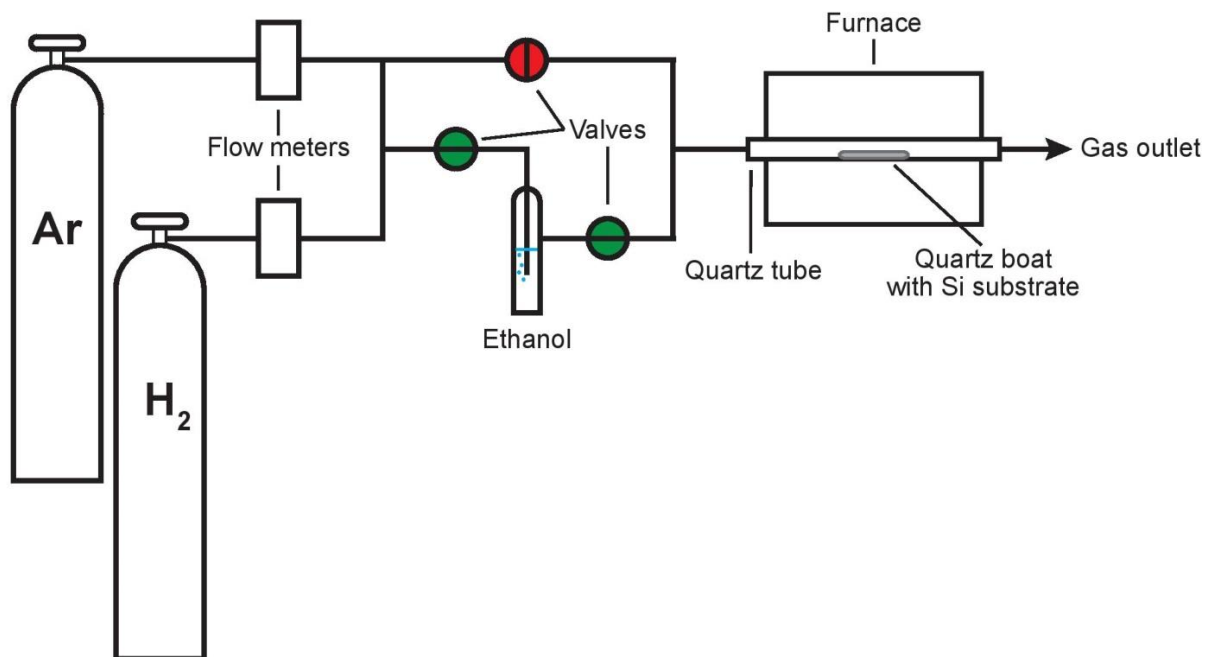 Furnace
Valves
Flow meters
Gas outlet
Ar
Quartz tube
Quartz boat
with Si substrate
Ethanol
H₂